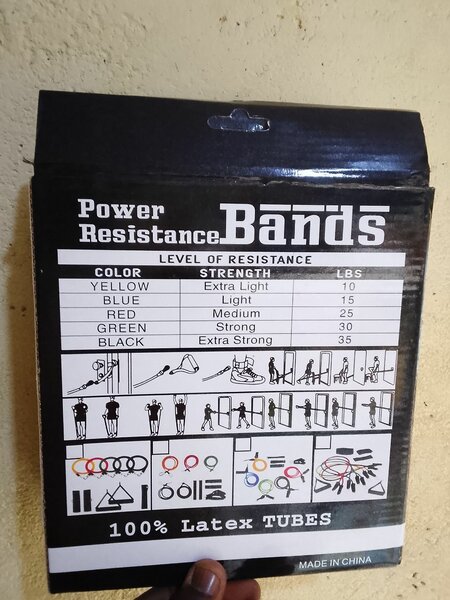 Power
Resistance Bands
LEVEL OF RESISTANCE
COLOR STRENGTH LBS
YELLOW Extra Light 10
BLUE Light 15
RED Medium 25
GREEN Strong 30
BLACK Extra Strong 35
100% Latex TUBES
MADE IN CHINA